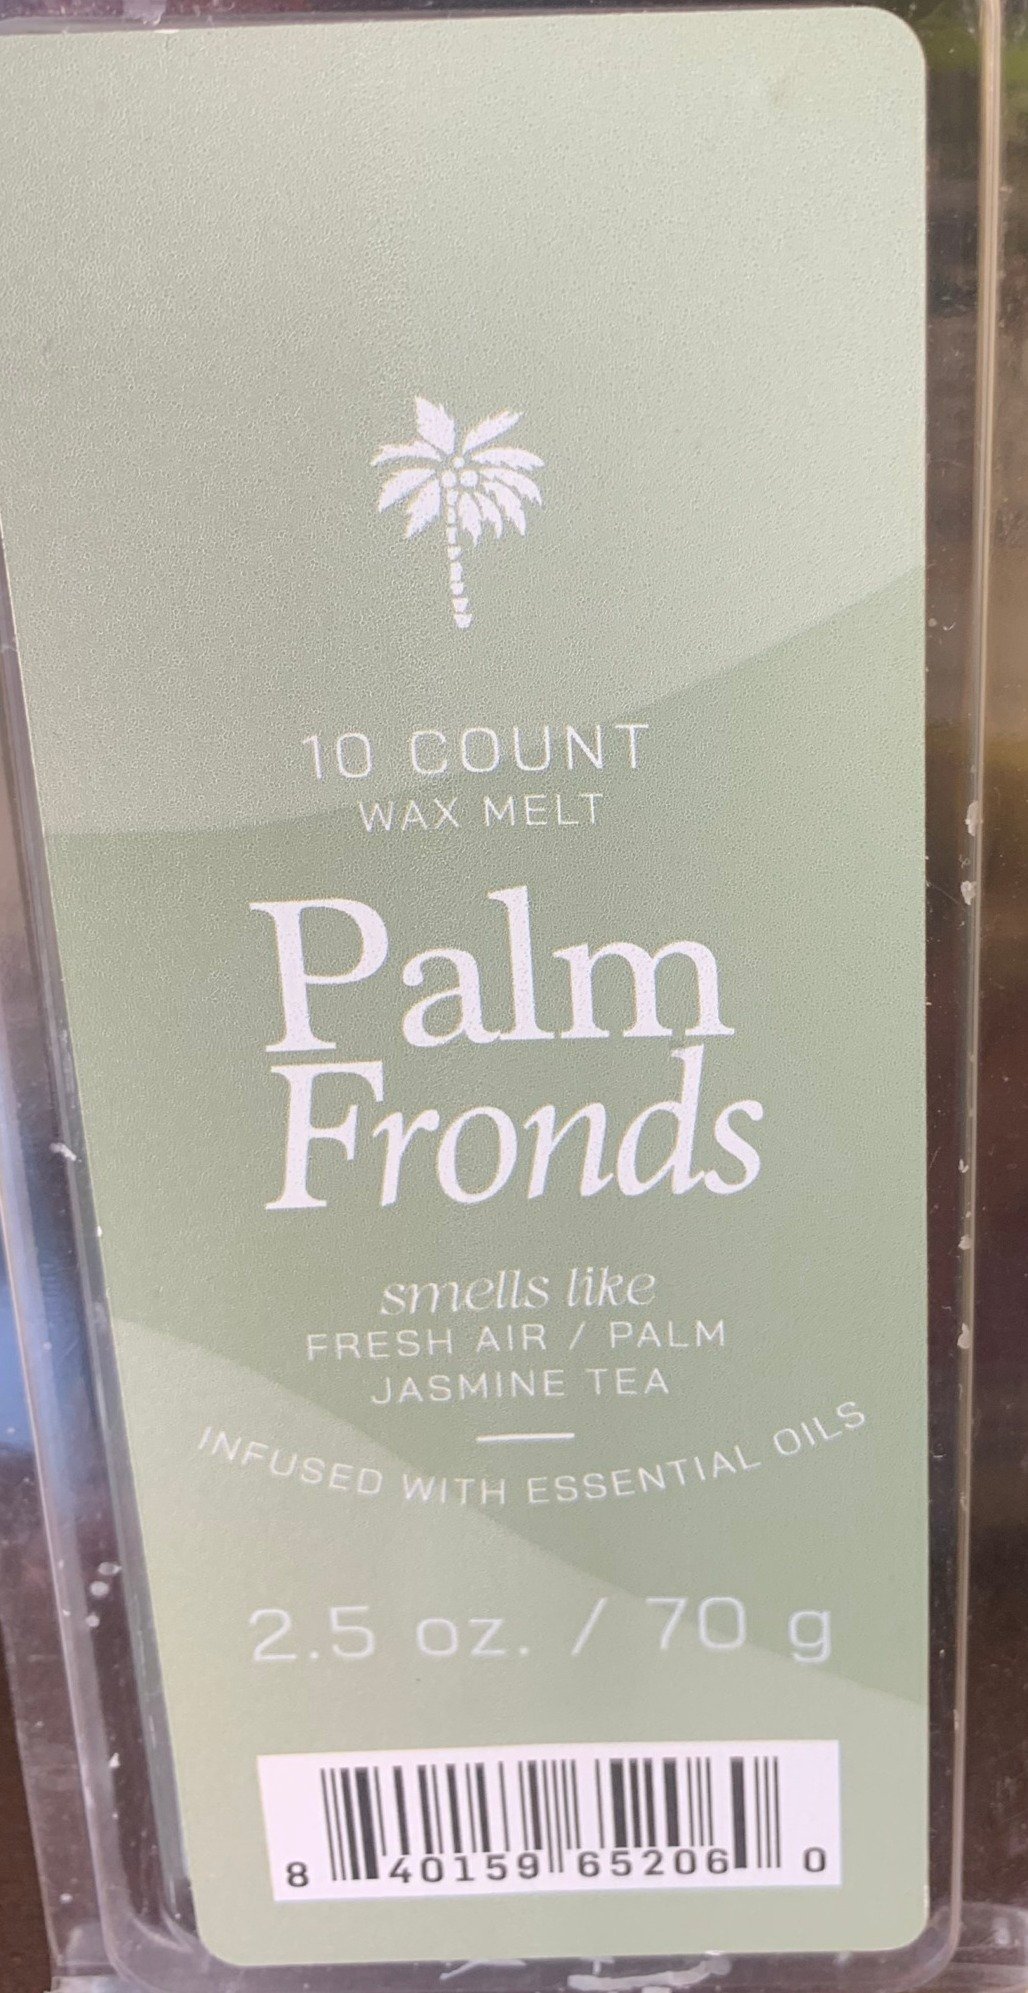 10 COUNT
WAX MELT
Palm
Fronds
smells like
FRESH AIR / PALM
JASMINE TEA
INFUSED WITH ESSENTIAL OILS
2.5 oz. / 70 g
8 40159 65206 0